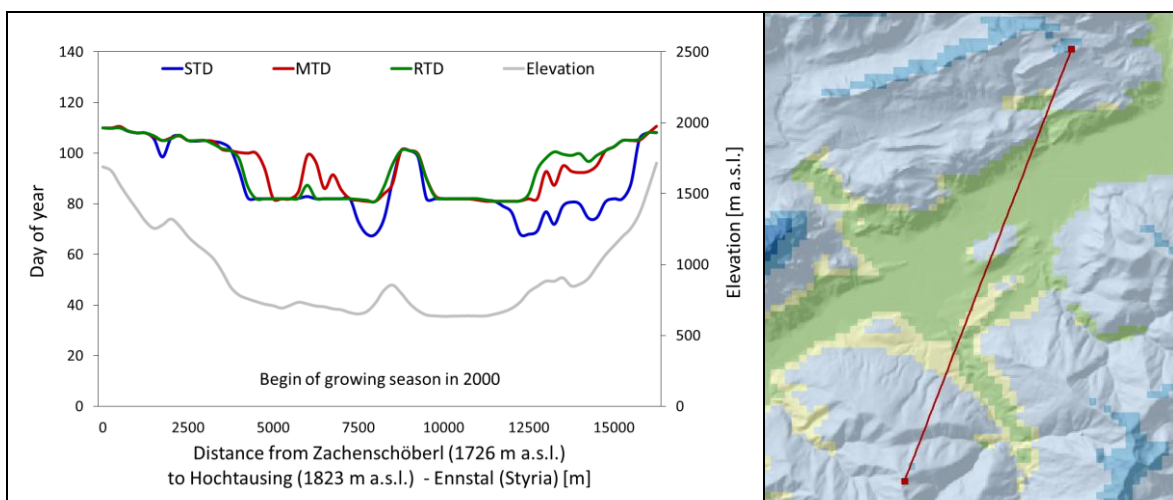 140
120
100
80
60
40
20
0
Day of year
STD MTD RTD Elevation
2500
2000
1500
1000
500
0
Elevation [m a.s.l.]
Begin of growing season in 2000
0 2500 5000 7500 10000 12500 15000
Distance from Zachenschöberl (1726 m a.s.l.)
to Hochtausing (1823 m a.s.l.) - Ennstal (Styria) [m]